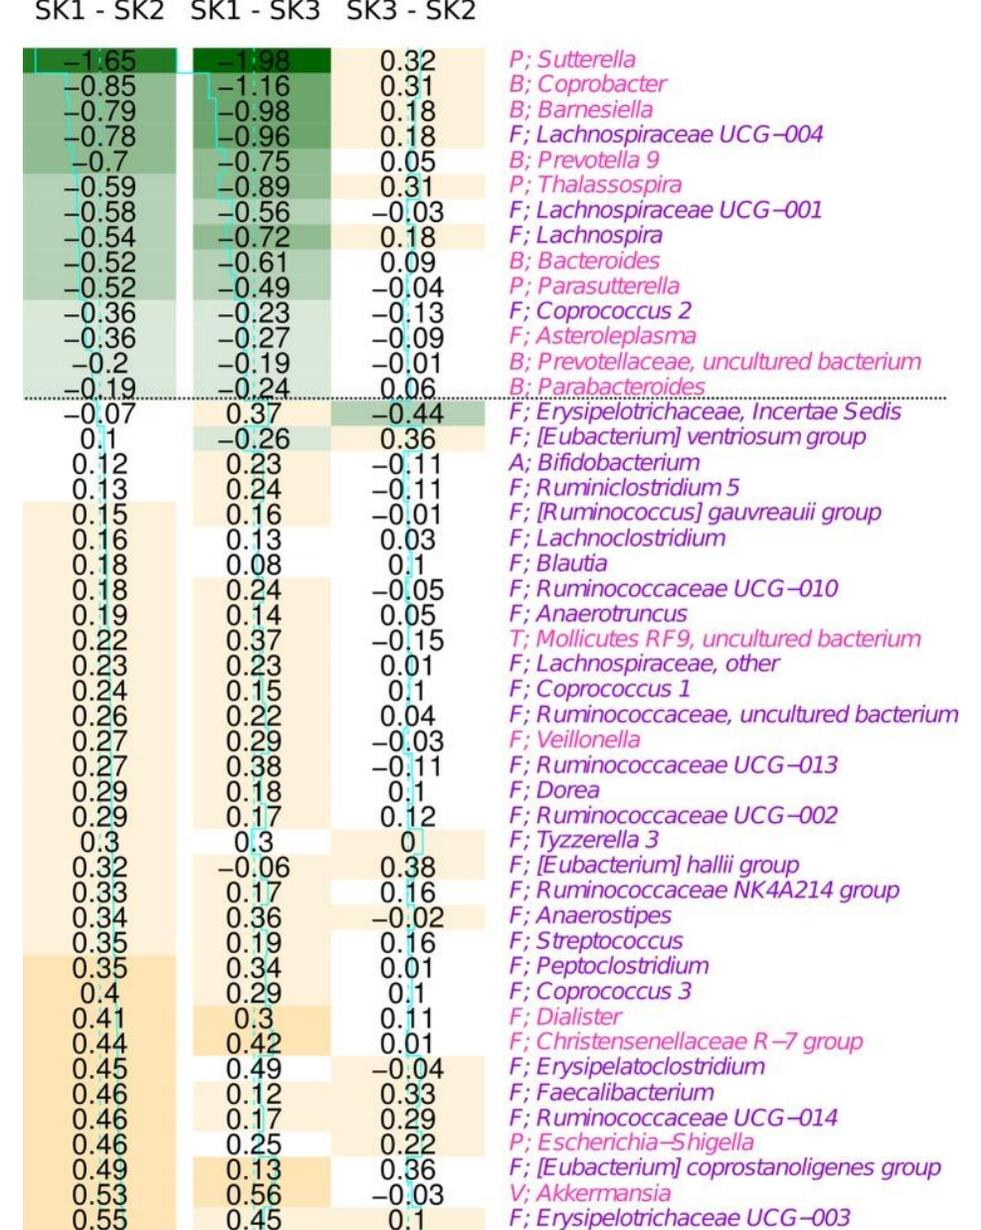 SK1 - SK2 SK1 - SK3 SK3 - SK2
−1.65 −1.98 0.32 P; Sutterella
−0.85 −1.16 0.31 B; Coprobacter
−0.79 −0.98 0.18 B; Barnesiella
−0.78 −0.96 0.18 F; Lachnospiraceae UCG−004
−0.7 −0.75 0.05 B; Prevotella 9
−0.59 −0.89 0.31 P; Thalassospira
−0.58 −0.56 −0.03 F; Lachnospiraceae UCG−001
−0.54 −0.72 0.18 F; Lachnospira
−0.52 −0.61 0.09 B; Bacteroides
−0.52 −0.49 −0.04 P; Parasutterella
−0.36 −0.23 −0.13 F; Coprococcus 2
−0.36 −0.27 −0.09 F; Asteroleplasma
−0.2 −0.19 −0.01 B; Prevotellaceae, uncultured bacterium
−0.19 −0.24 0.06 B; Parabacteroides
−0.07 0.37 −0.44 F; Erysipelotrichaceae, Incertae Sedis
0.1 −0.26 0.36 F; [Eubacterium] ventriosum group
0.12 0.23 −0.11 A; Bifidobacterium
0.13 0.24 −0.11 F; Ruminiclostridium 5
0.15 0.16 −0.01 F; [Ruminococcus] gauvreauii group
0.16 0.13 0.03 F; Lachnoclostridium
0.18 0.08 0.1 F; Blautia
0.18 0.24 −0.05 F; Ruminococcaceae UCG−010
0.19 0.14 0.05 F; Anaerotruncus
0.22 0.37 −0.15 T; Mollicutes RF9, uncultured bacterium
0.23 0.23 0.01 F; Lachnospiraceae, other
0.24 0.15 0.1 F; Coprococcus 1
0.26 0.22 0.04 F; Ruminococcaceae, uncultured bacterium
0.27 0.29 −0.03 F; Veillonella
0.27 0.38 −0.11 F; Ruminococcaceae UCG−013
0.29 0.18 0.1 F; Dorea
0.29 0.17 0.12 F; Ruminococcaceae UCG−002
0.3 0.3 0 F; Tyzzerella 3
0.32 −0.06 0.38 F; [Eubacterium] hallii group
0.33 0.17 0.16 F; Ruminococcaceae NK4A214 group
0.34 0.36 −0.02 F; Anaerostipes
0.35 0.19 0.16 F; Streptococcus
0.35 0.34 0.01 F; Peptoclostridium
0.4 0.29 0.1 F; Coprococcus 3
0.41 0.3 0.11 F; Dialister
0.44 0.42 0.01 F; Christensenellaceae R−7 group
0.45 0.49 −0.04 F; Erysipelatoclostridium
0.46 0.12 0.33 F; Faecalibacterium
0.46 0.17 0.29 F; Ruminococcaceae UCG−014
0.46 0.25 0.22 P; Escherichia−Shigella
0.49 0.13 0.36 F; [Eubacterium] coprostanoligenes group
0.53 0.56 −0.03 V; Akkermansia
0.55 0.45 0.1 F; Erysipelotrichaceae UCG−003